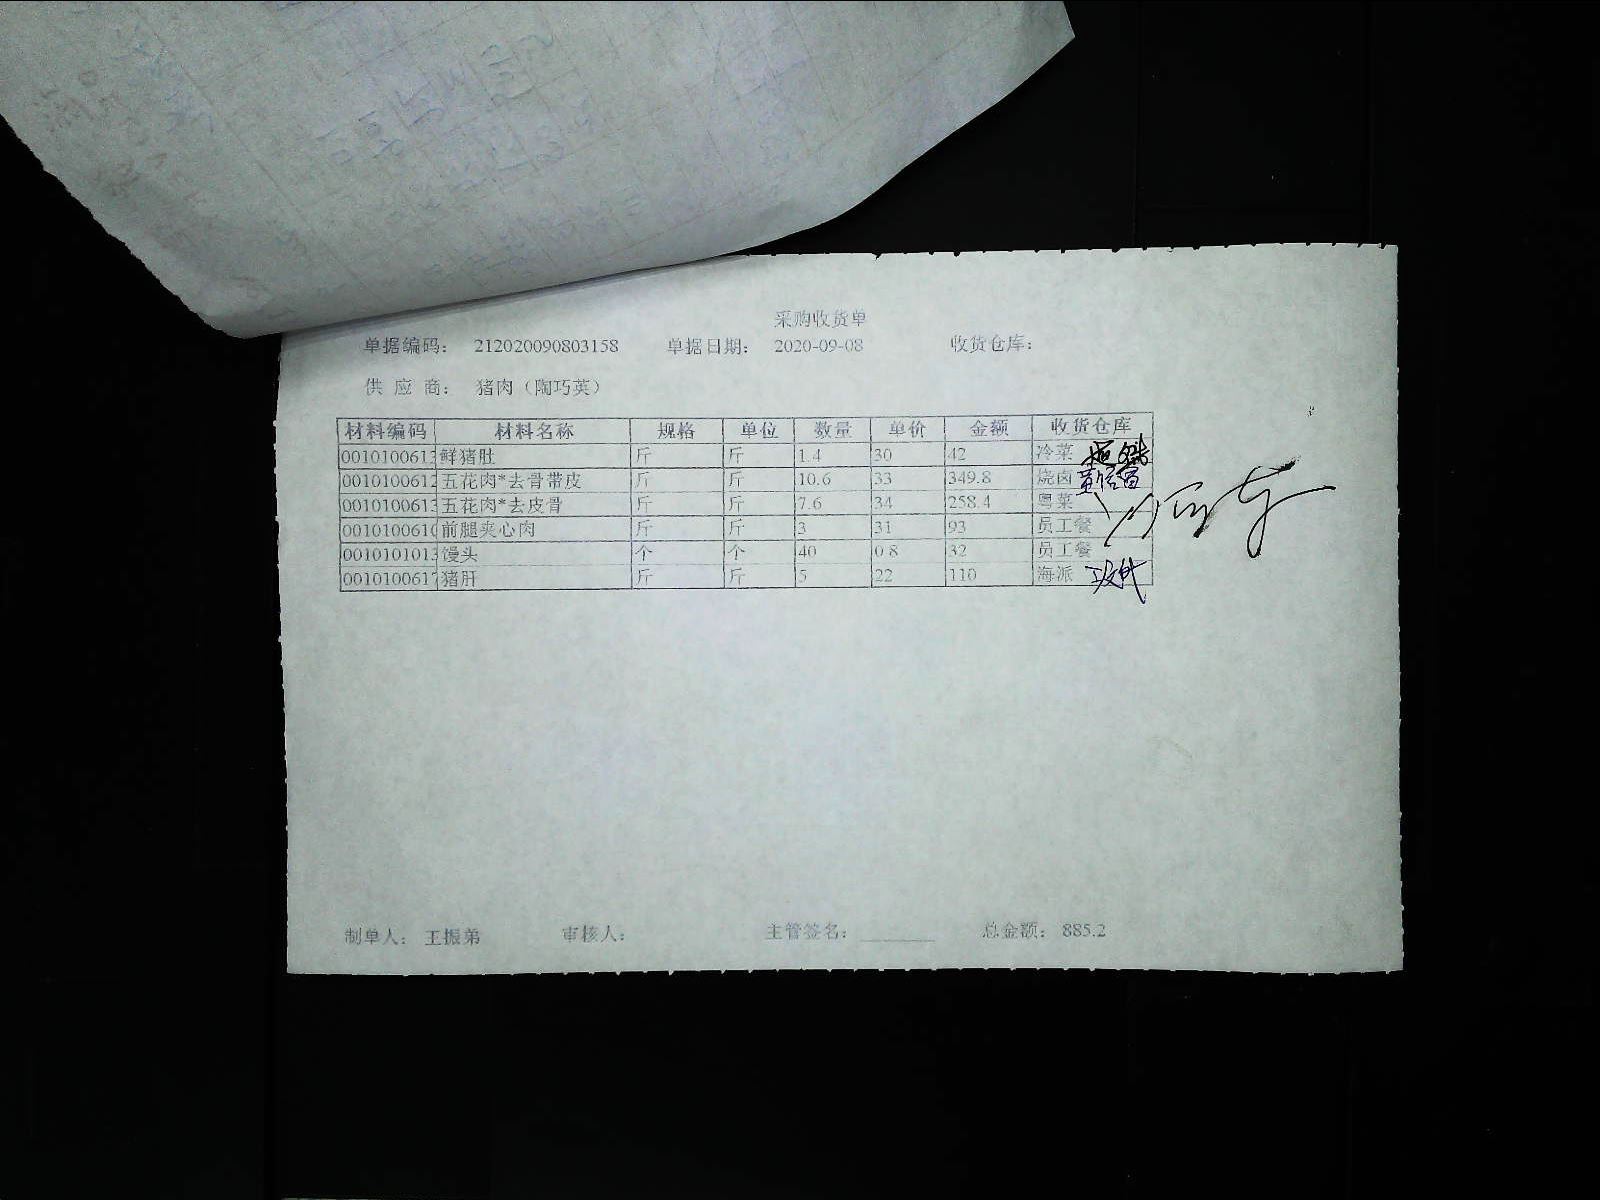 采购收货单
单据编码： 212020090803158 单据日期： 2020-09-08 收货仓库：
供 应 商： 猪肉（陶巧英）
材料编码 材料名称 规格 单位 数量 单价 金额 收货仓库
001010061 鲜猪肚 斤 斤 1.4 30 42 冷菜
001010061 五花肉*去骨带皮 斤 斤 10.6 33 349.8 烧卤
001010061 五花肉*去皮骨 斤 斤 7.6 34 258.4 粤菜
001010061 前腿夹心肉 斤 斤 3 31 93 员工餐
001010101 馒头 个 个 40 0.8 32 员工餐
001010061 猪肝 斤 斤 5 22 110 海派
制单人： 王振弟 审核人： 主管签名： 总金额： 885.2